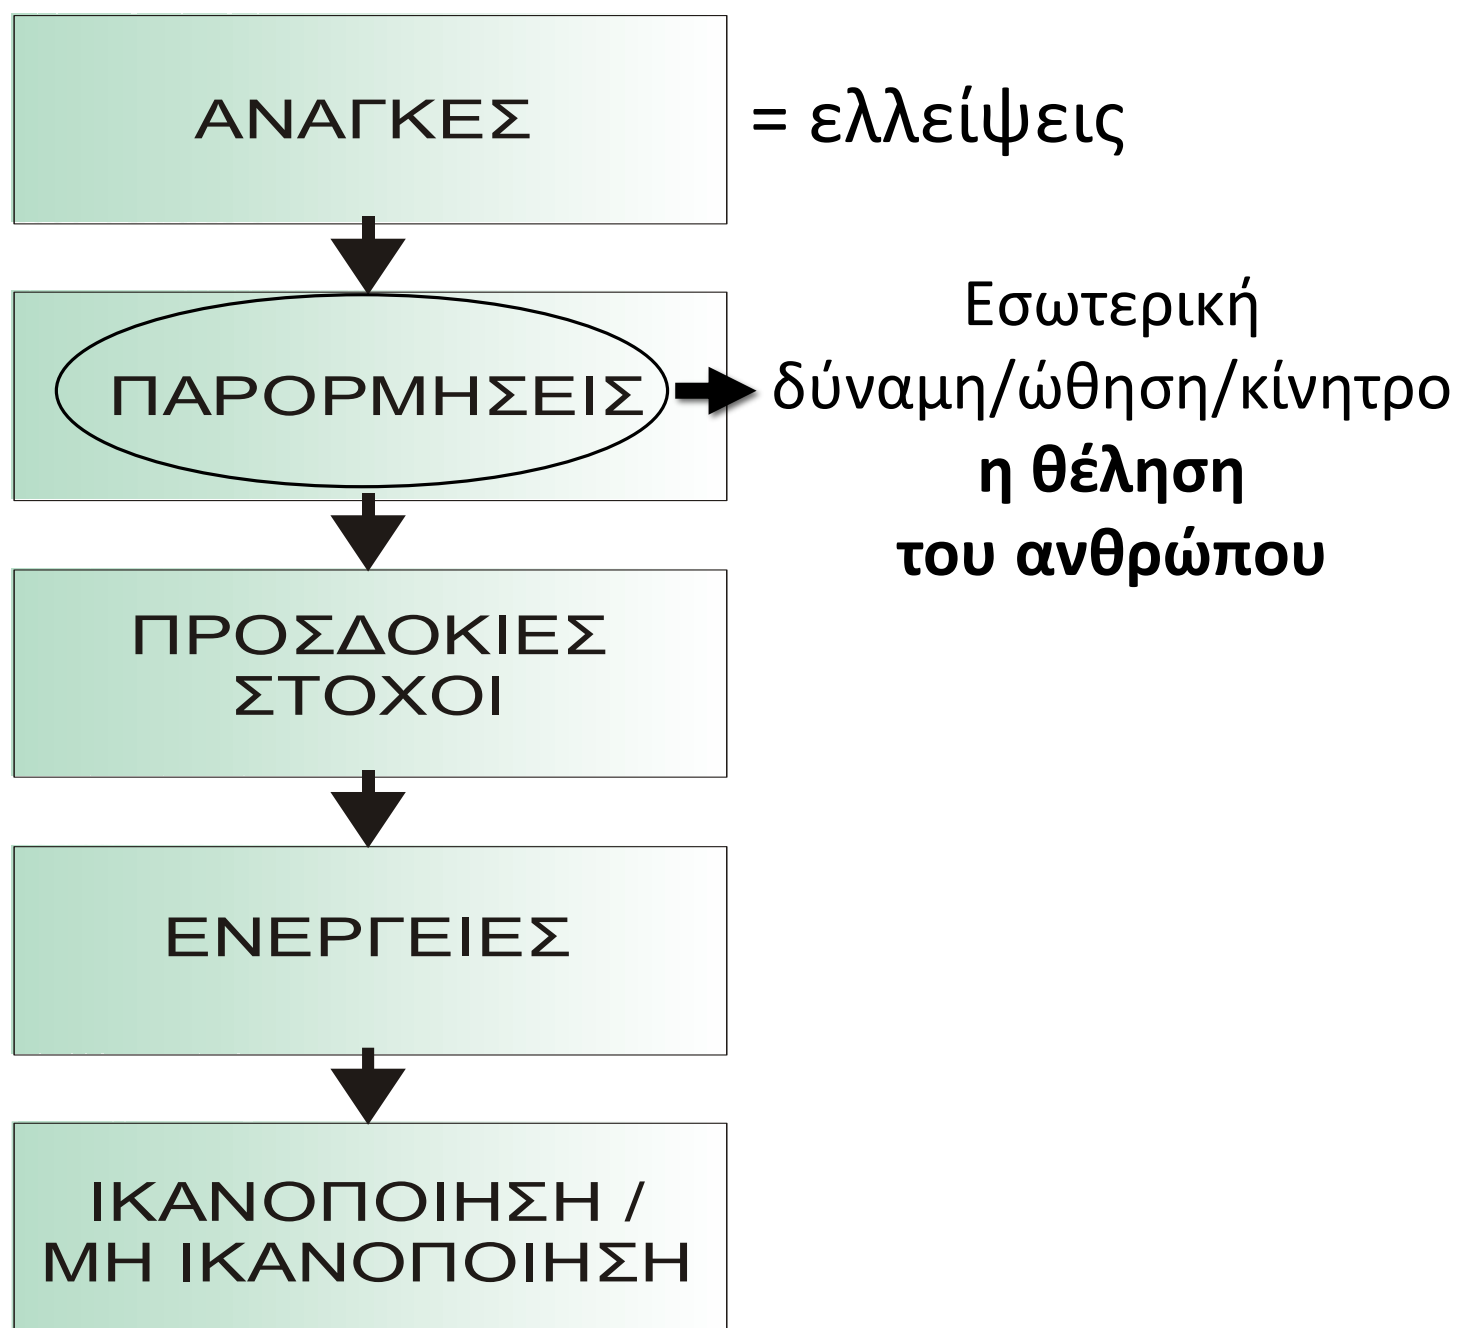 ΑΝΑΓΚΕΣ
= ελλείψεις
ΠΑΡΟΡΜΗΣΕΙΣ
Εσωτερική
δύναμη/ώθηση/κίνητρο
η θέληση
του ανθρώπου
ΠΡΟΣΔΟΚΙΕΣ
ΣΤΟΧΟΙ
ΕΝΕΡΓΕΙΕΣ
ΙΚΑΝΟΠΟΙΗΣΗ /
ΜΗ ΙΚΑΝΟΠΟΙΗΣΗ